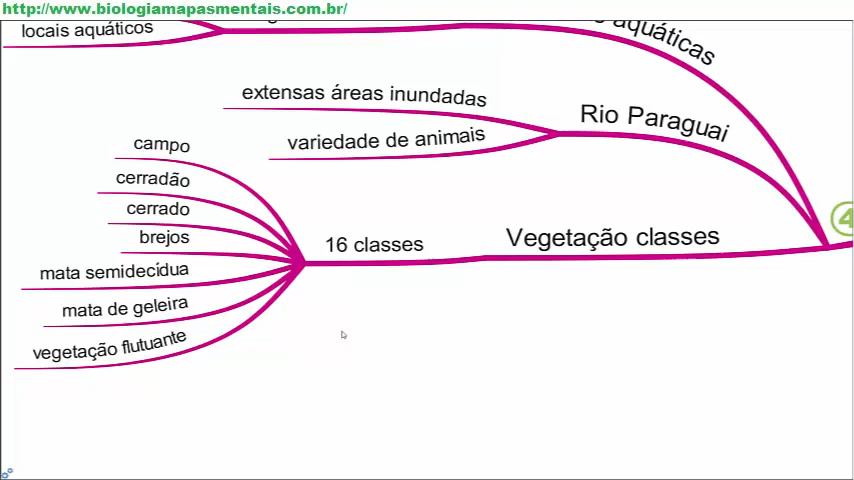 http://www.biologiamapasmentais.com.br/
locais aquáticos
aquáticas
extensas áreas inundadas
Rio Paraguai
variedade de animais
campo
cerradão
cerrado
brejos
16 classes
Vegetação classes
4
mata semidecídua
mata de geleira
vegetação flutuante